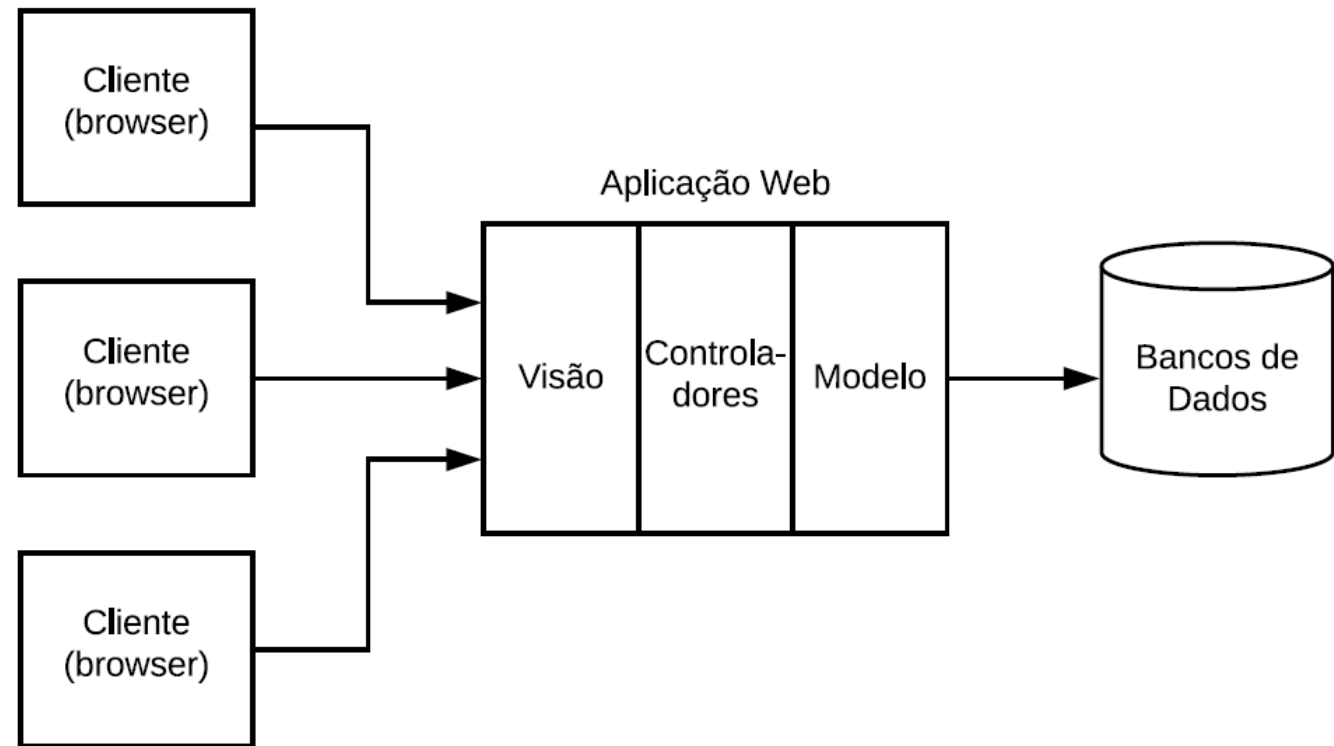 Cliente
(browser)
Aplicação Web
Cliente
(browser)
Visão
Controla-
dores
Modelo
Bancos de
Dados
Cliente
(browser)